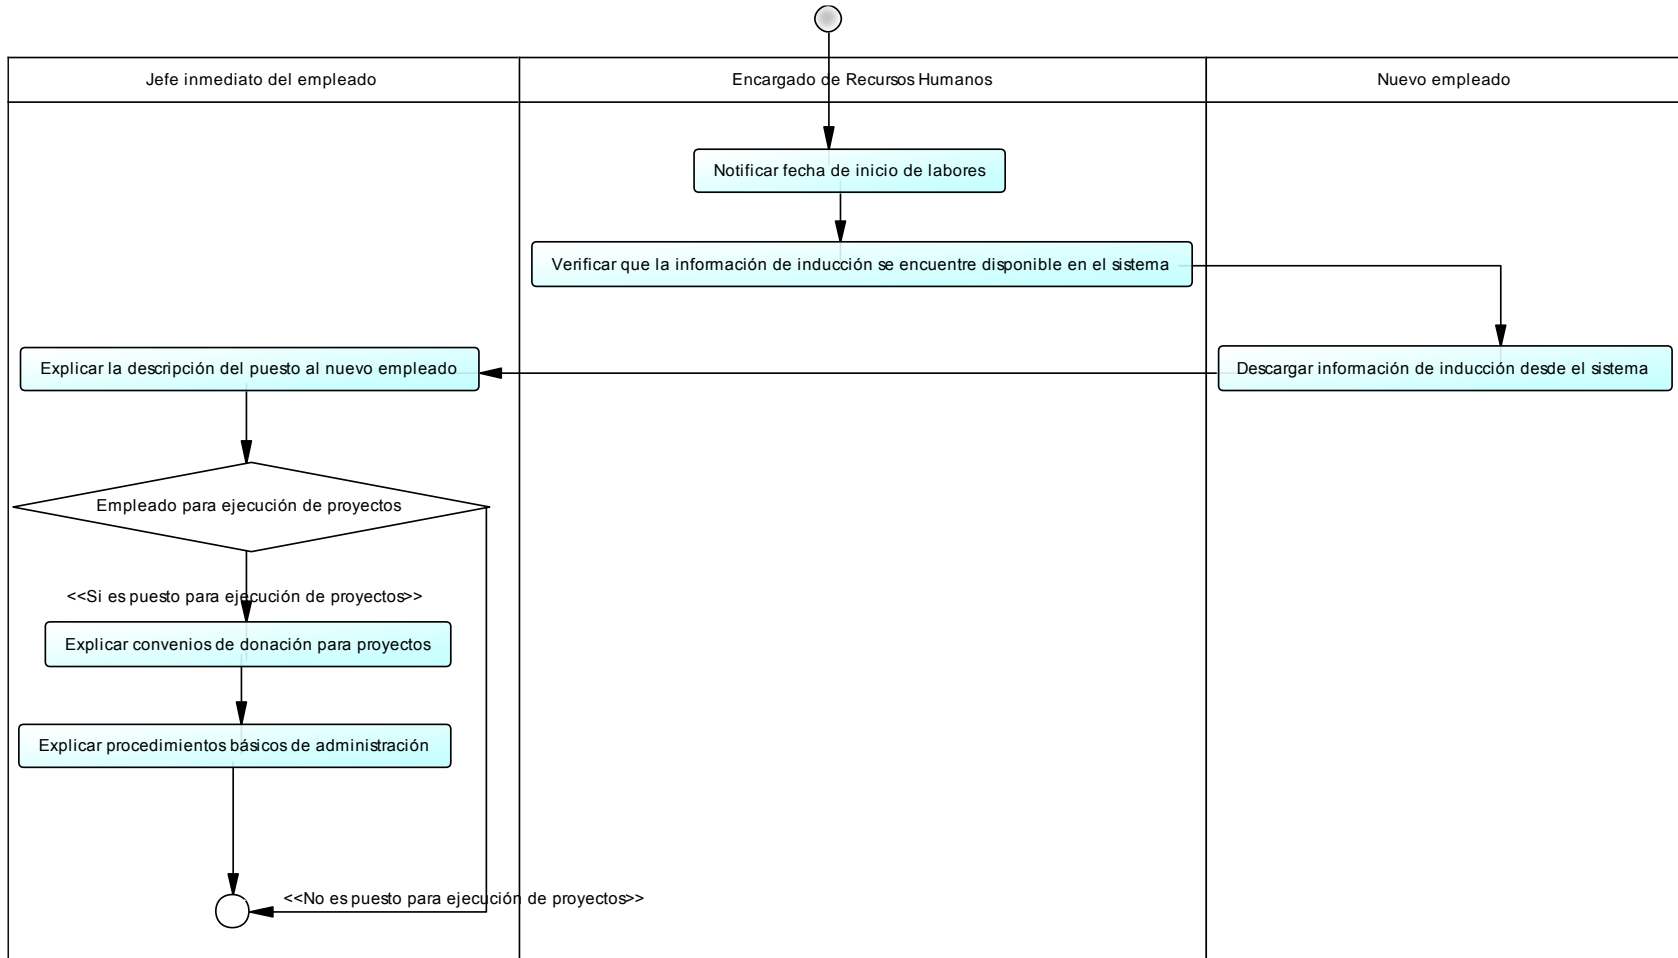 Jefe inmediato del empleado
Encargado de Recursos Humanos
Nuevo empleado
Notificar fecha de inicio de labores
Verificar que la información de inducción se encuentre disponible en el sistema
Explicar la descripción del puesto al nuevo empleado
Descargar información de inducción desde el sistema
Empleado para ejecución de proyectos
<<Si es puesto para ejecución de proyectos>>
Explicar convenios de donación para proyectos
Explicar procedimientos básicos de administración
<<No es puesto para ejecución de proyectos>>